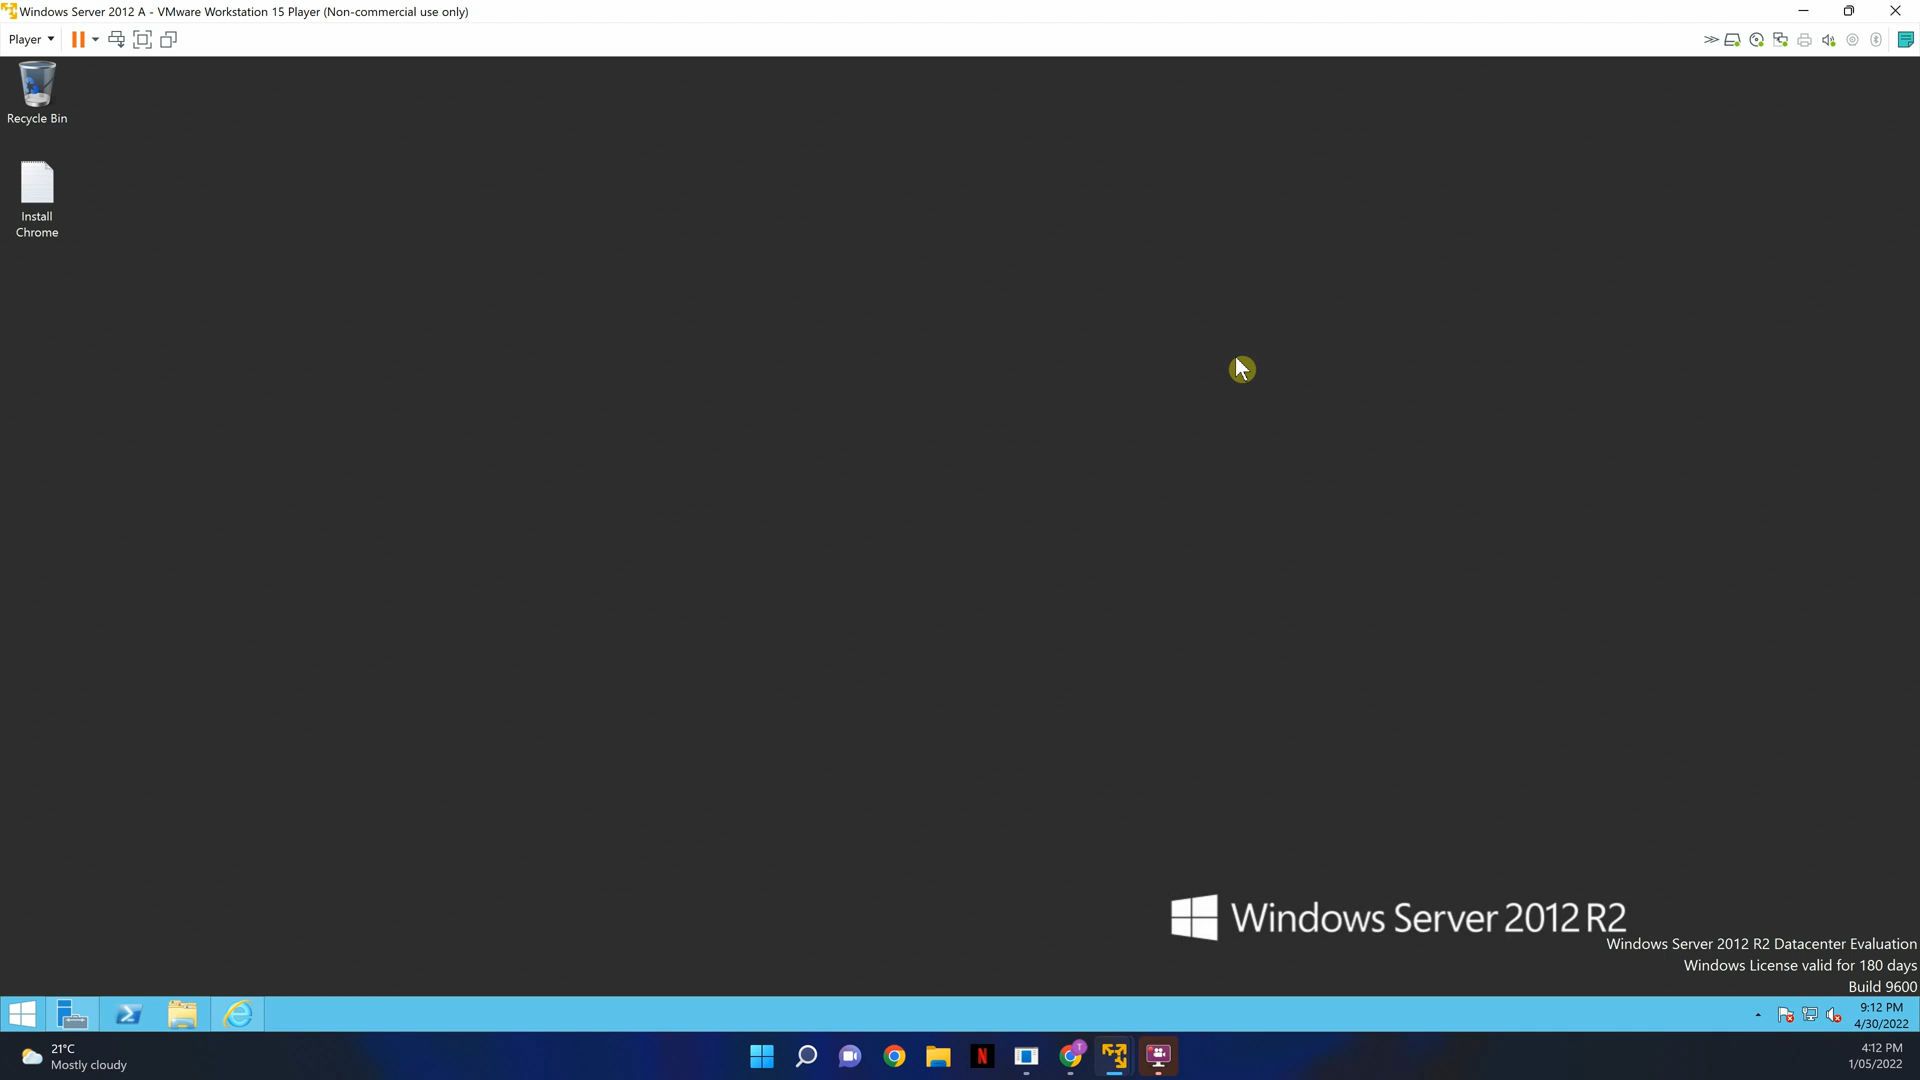 Windows Server 2012 A - VMware Workstation 15 Player (Non-commercial use only)
Player
Recycle Bin
Install
Chrome
Windows Server 2012 R2
Windows Server 2012 R2 Datacenter Evaluation
Windows License valid for 180 days
Build 9600
9:12 PM
4/30/2022
21°C
Mostly cloudy
N
T
4:12 PM
1/05/2022